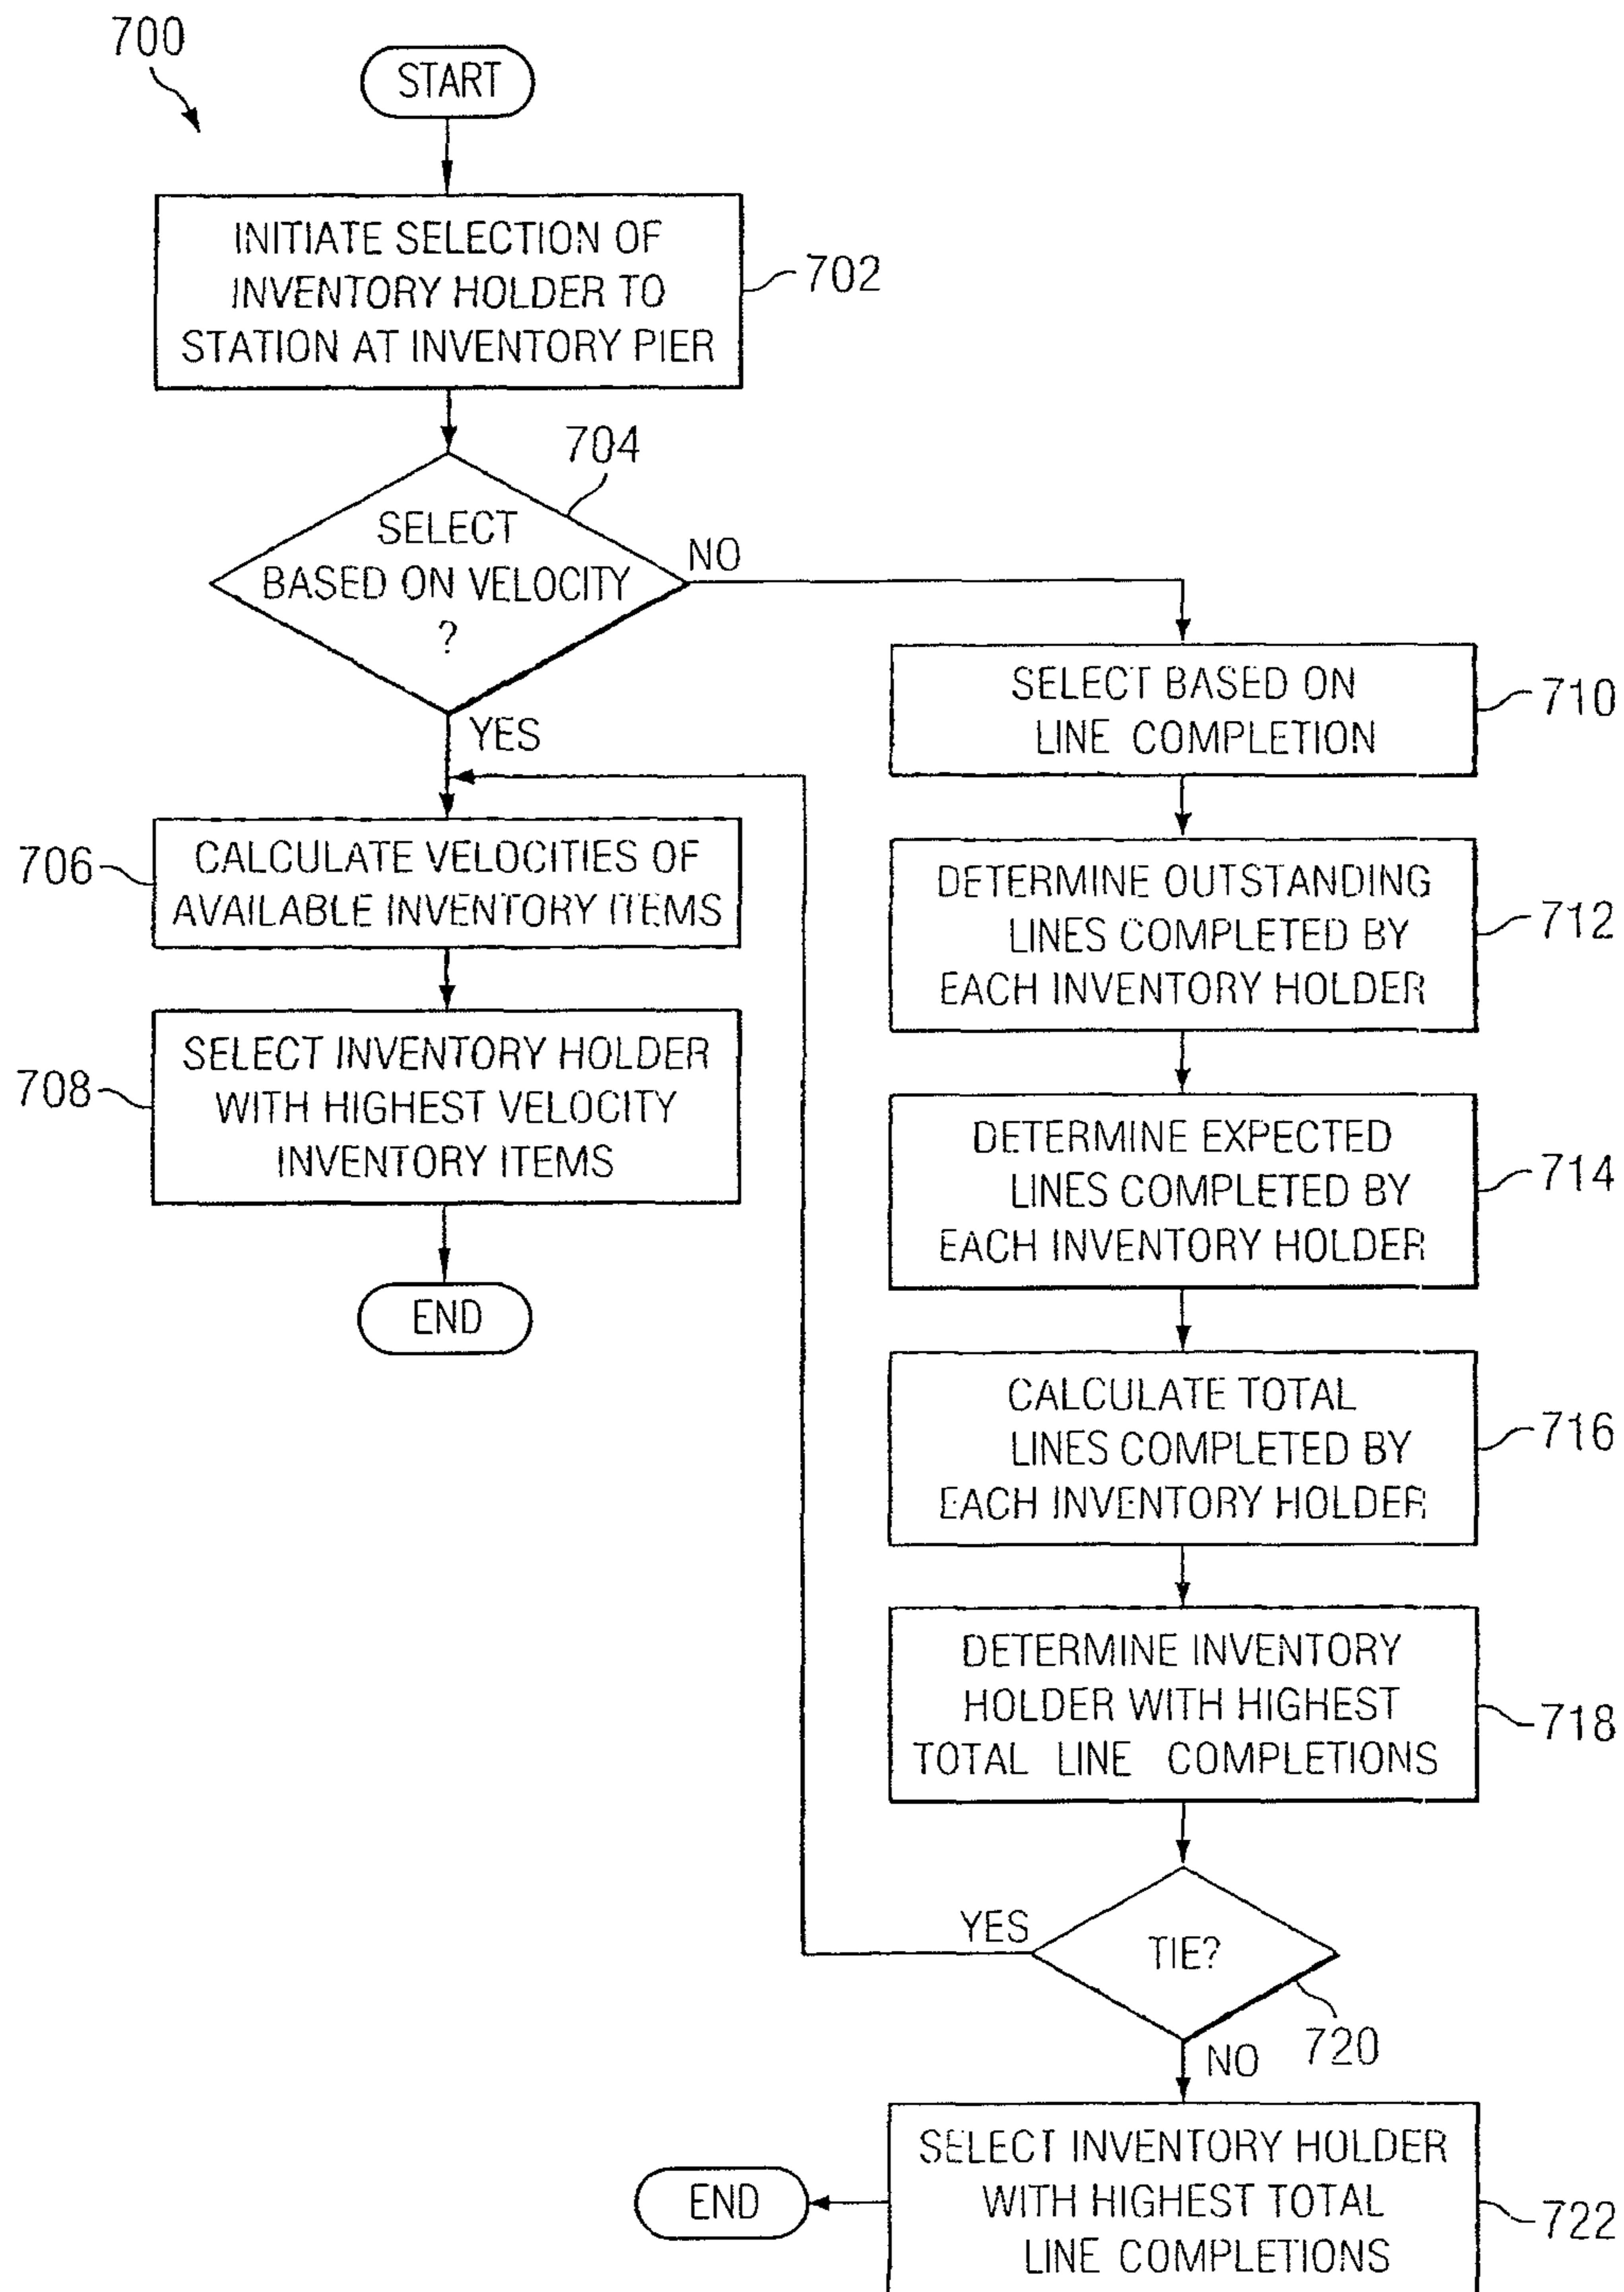 700
START
INITIATE SELECTION OF
INVENTORY HOLDER TO
STATION AT INVENTORY PIER
702
704
SELECT
BASED ON VELOCITY
?
NO
YES
706
CALCULATE VELOCITIES OF
AVAILABLE INVENTORY ITEMS
708
SELECT INVENTORY HOLDER
WITH HIGHEST VELOCITY
INVENTORY ITEMS
END
SELECT BASED ON
LINE COMPLETION
710
DETERMINE OUTSTANDING
LINES COMPLETED BY
EACH INVENTORY HOLDER
712
DETERMINE EXPECTED
LINES COMPLETED BY
EACH INVENTORY HOLDER
714
CALCULATE TOTAL
LINES COMPLETED BY
EACH INVENTORY HOLDER
716
DETERMINE INVENTORY
HOLDER WITH HIGHEST
TOTAL LINE COMPLETIONS
718
YES
TIE?
720
NO
SELECT INVENTORY HOLDER
WITH HIGHEST TOTAL
LINE COMPLETIONS
722
END